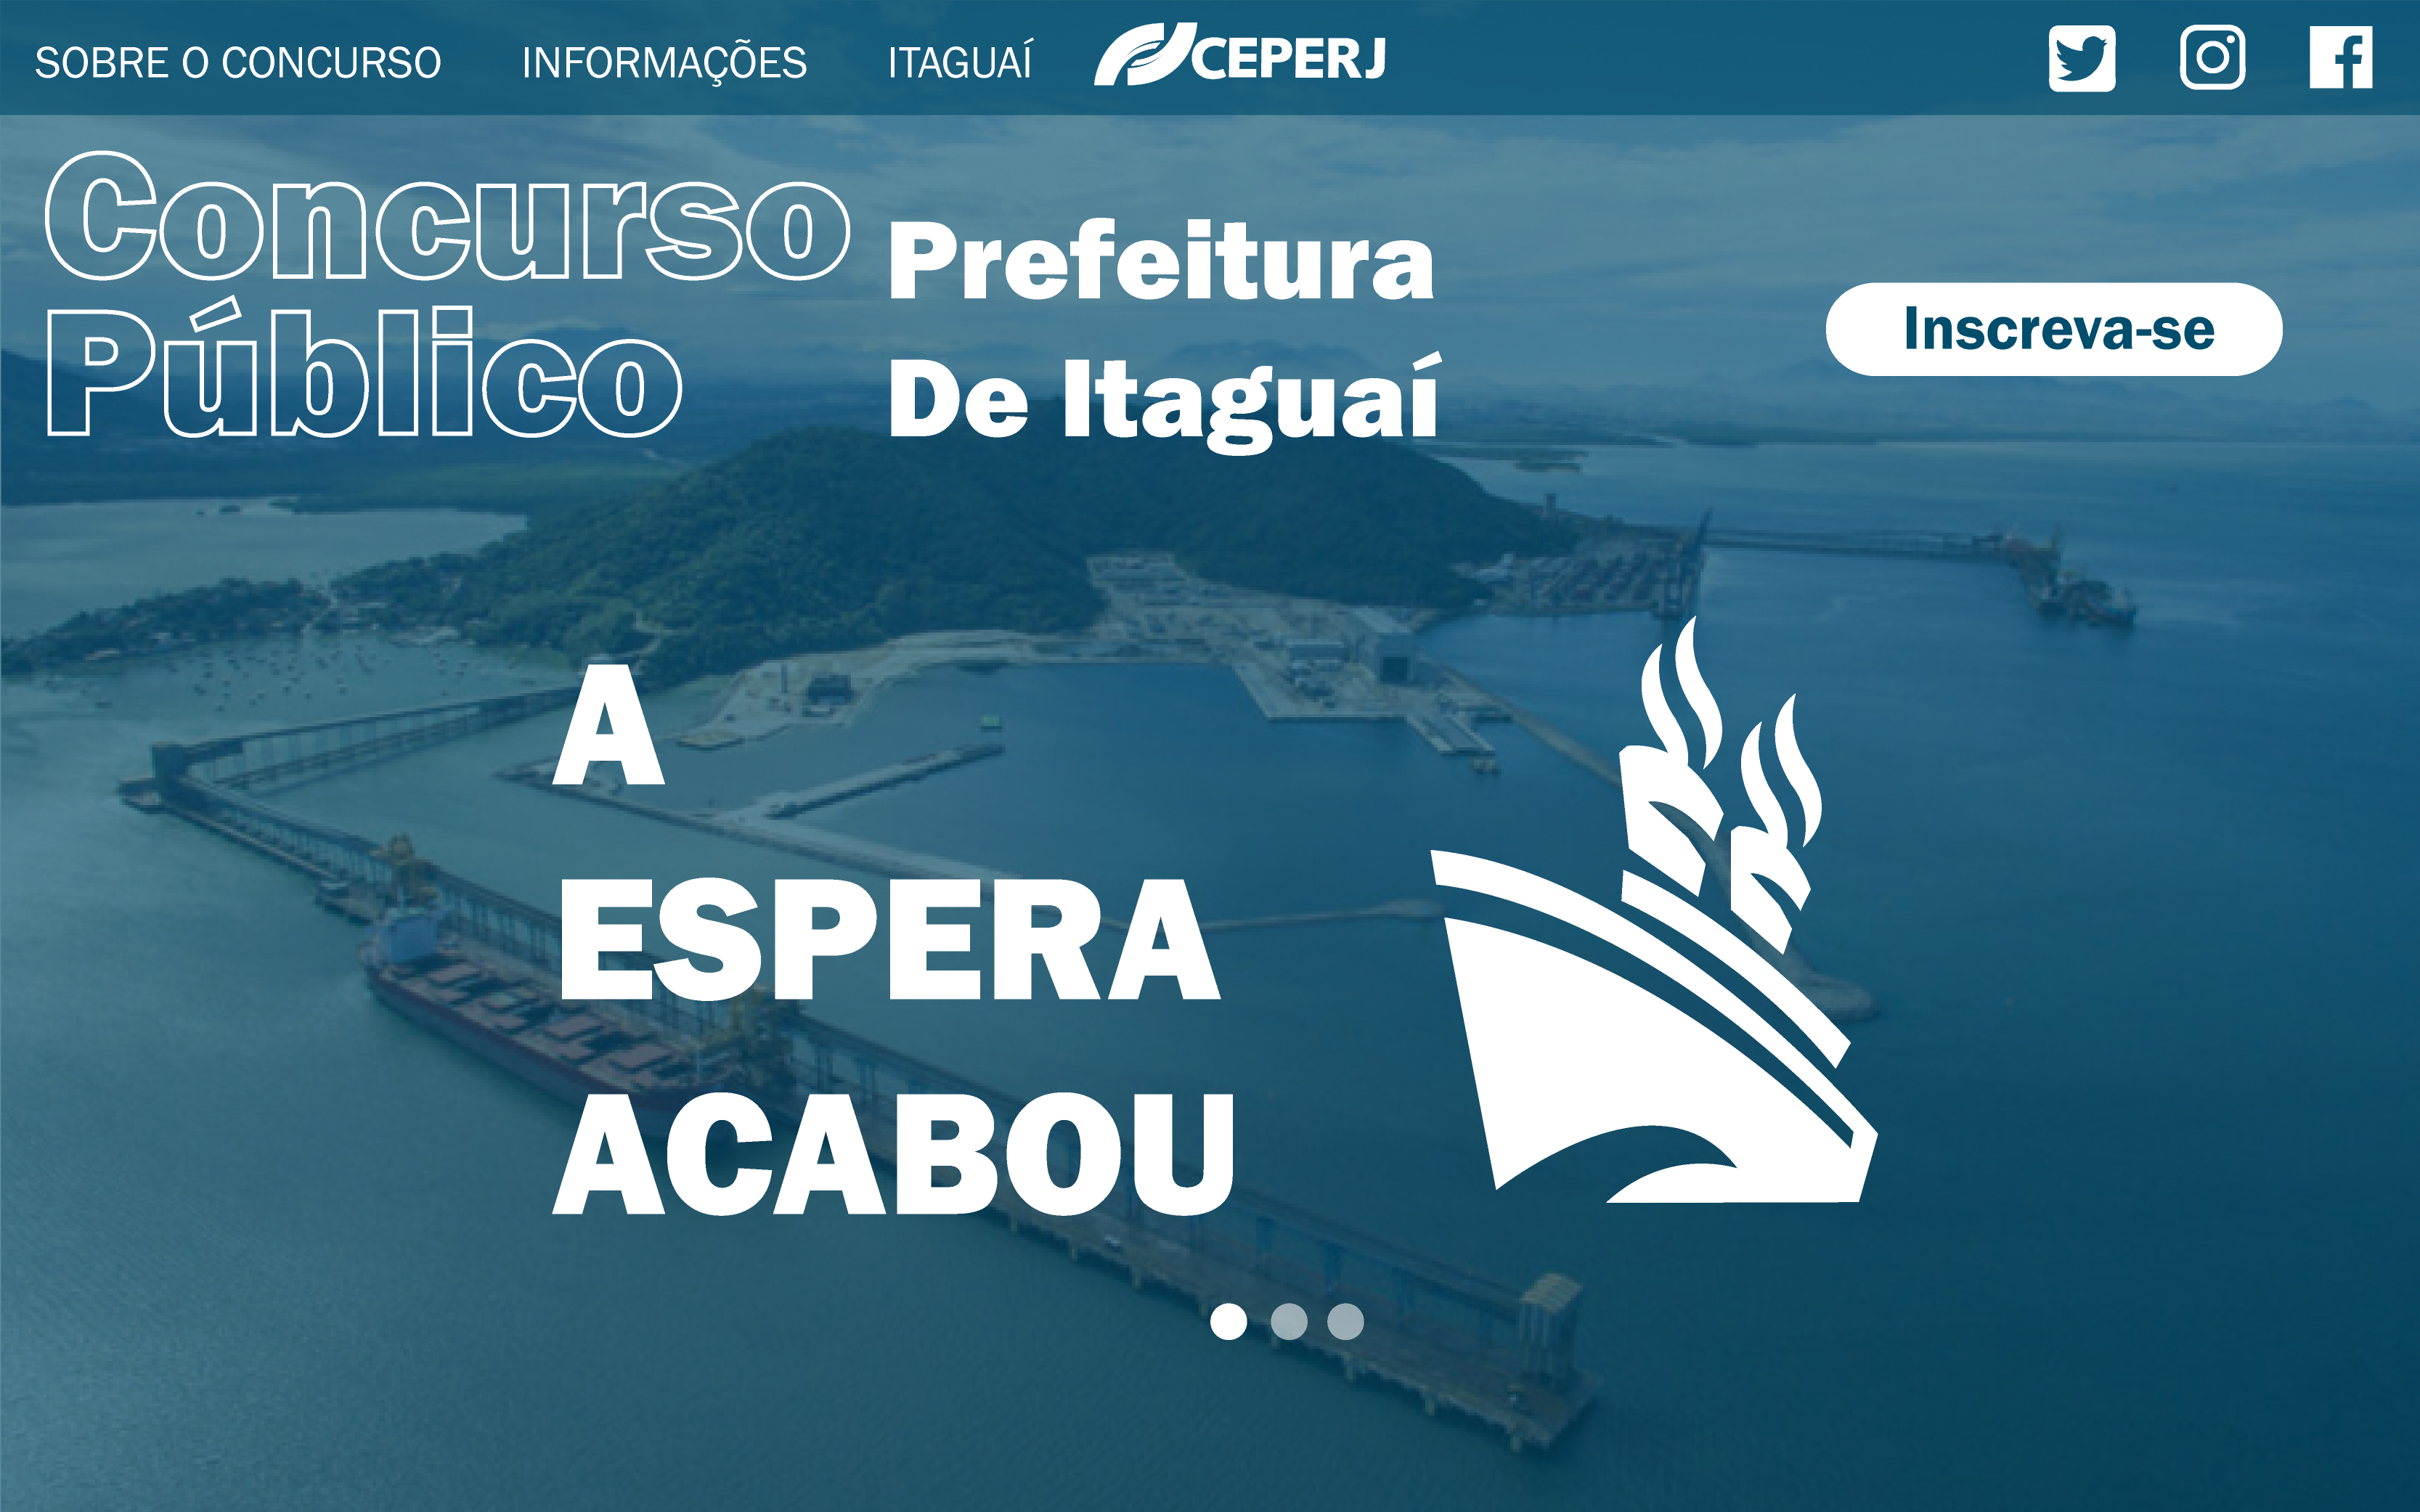 SOBRE O CONCURSO INFORMAÇÕES ITAGUAÍ CEPERJ
Concurso
Público
Prefeitura
De Itaguaí
Inscreva-se
A
ESPERA
ACABOU